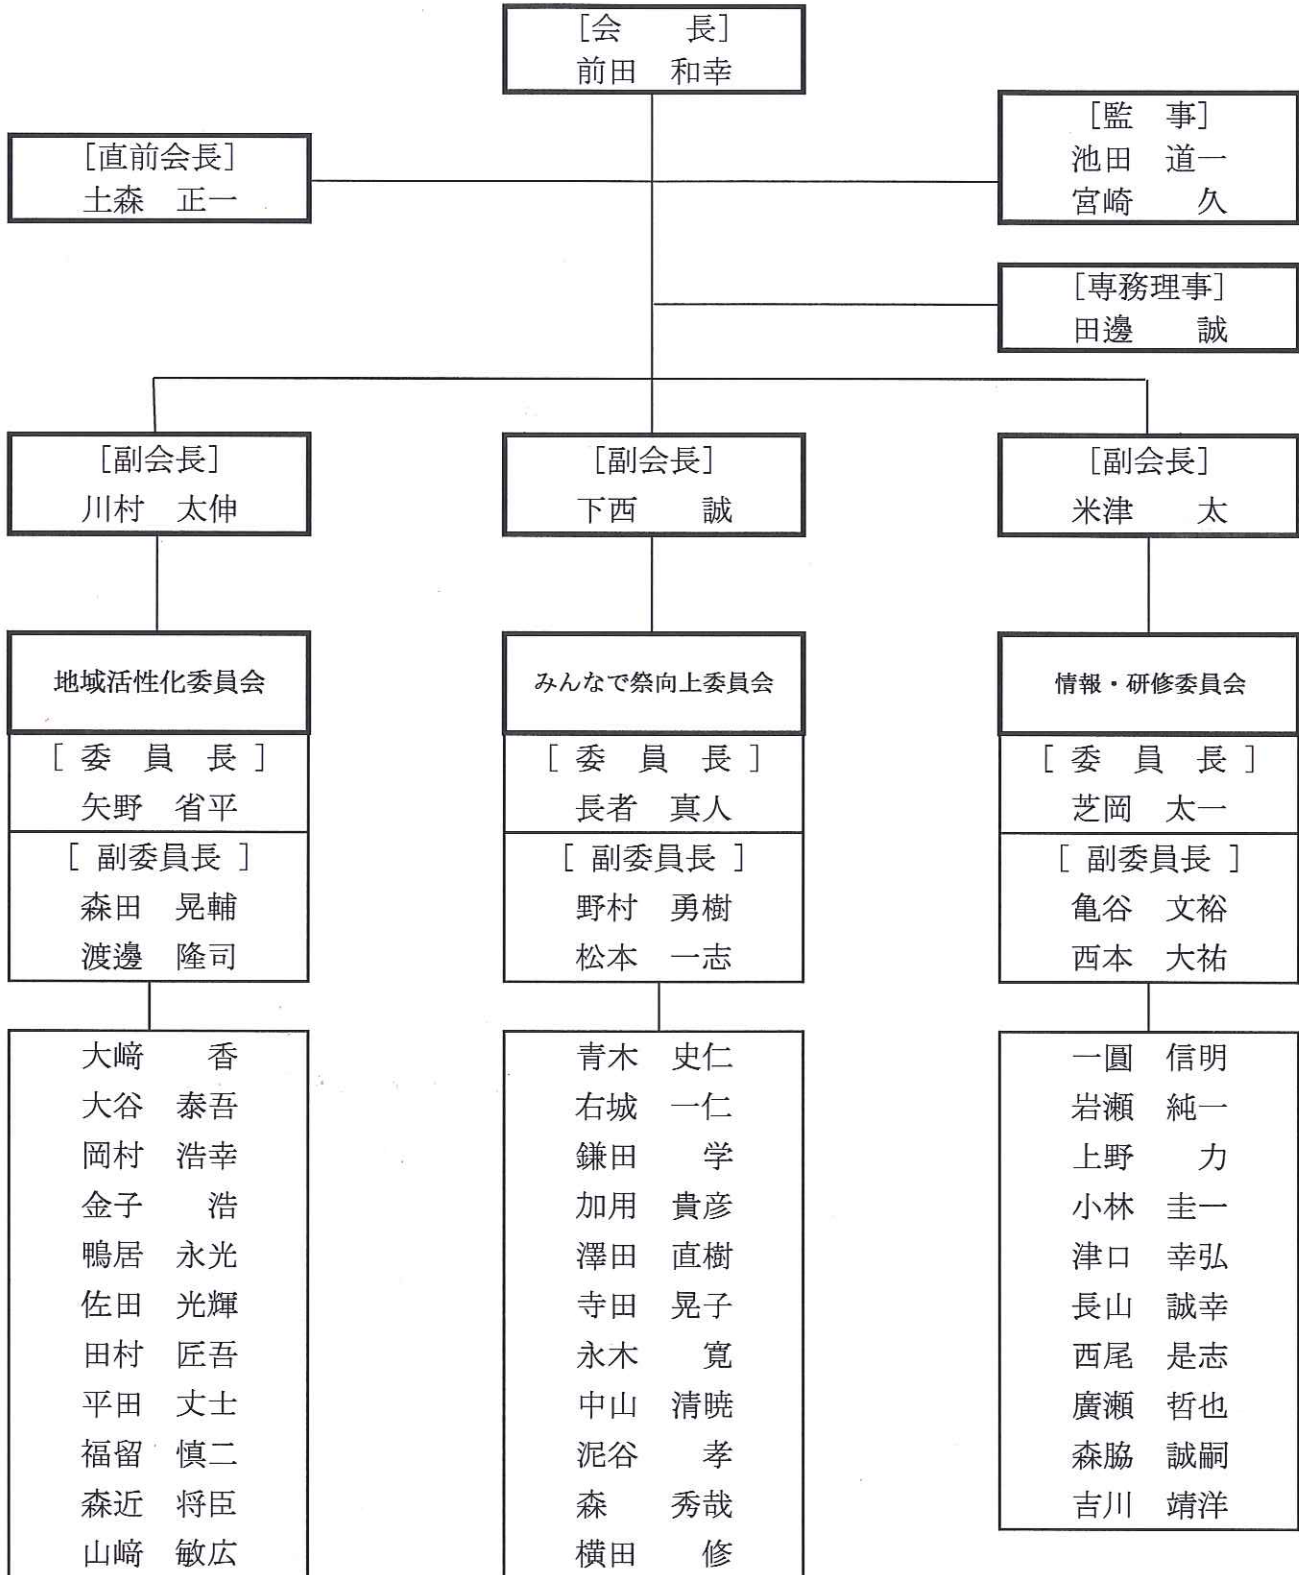 [会　　長]
前田　和幸
[直前会長]
土森　正一
[監　事]
池田　道一
宮崎　　久
[専務理事]
田邊　　誠
[副会長]
川村　太伸
[副会長]
下西　　誠
[副会長]
米津　　太
地域活性化委員会
[ 委　員　長 ]
矢野　省平
[ 副委員長 ]
森田　晃輔
渡邊　隆司
大﨑　　香
大谷　泰吾
岡村　浩幸
金子　　浩
鴨居　永光
佐田　光輝
田村　匠吾
平田　丈士
福留　慎二
森近　将臣
山﨑　敏広
みんなで祭向上委員会
[ 委　員　長 ]
長者　真人
[ 副委員長 ]
野村　勇樹
松本　一志
青木　史仁
右城　一仁
鎌田　　学
加用　貴彦
澤田　直樹
寺田　晃子
永木　　寛
中山　清暁
泥谷　　孝
森　　秀哉
横田　　修
情報・研修委員会
[ 委　員　長 ]
芝岡　太一
[ 副委員長 ]
亀谷　文裕
西本　大祐
一圓　信明
岩瀬　純一
上野　　力
小林　圭一
津口　幸弘
長山　誠幸
西尾　是志
廣瀬　哲也
森脇　誠嗣
吉川　靖洋